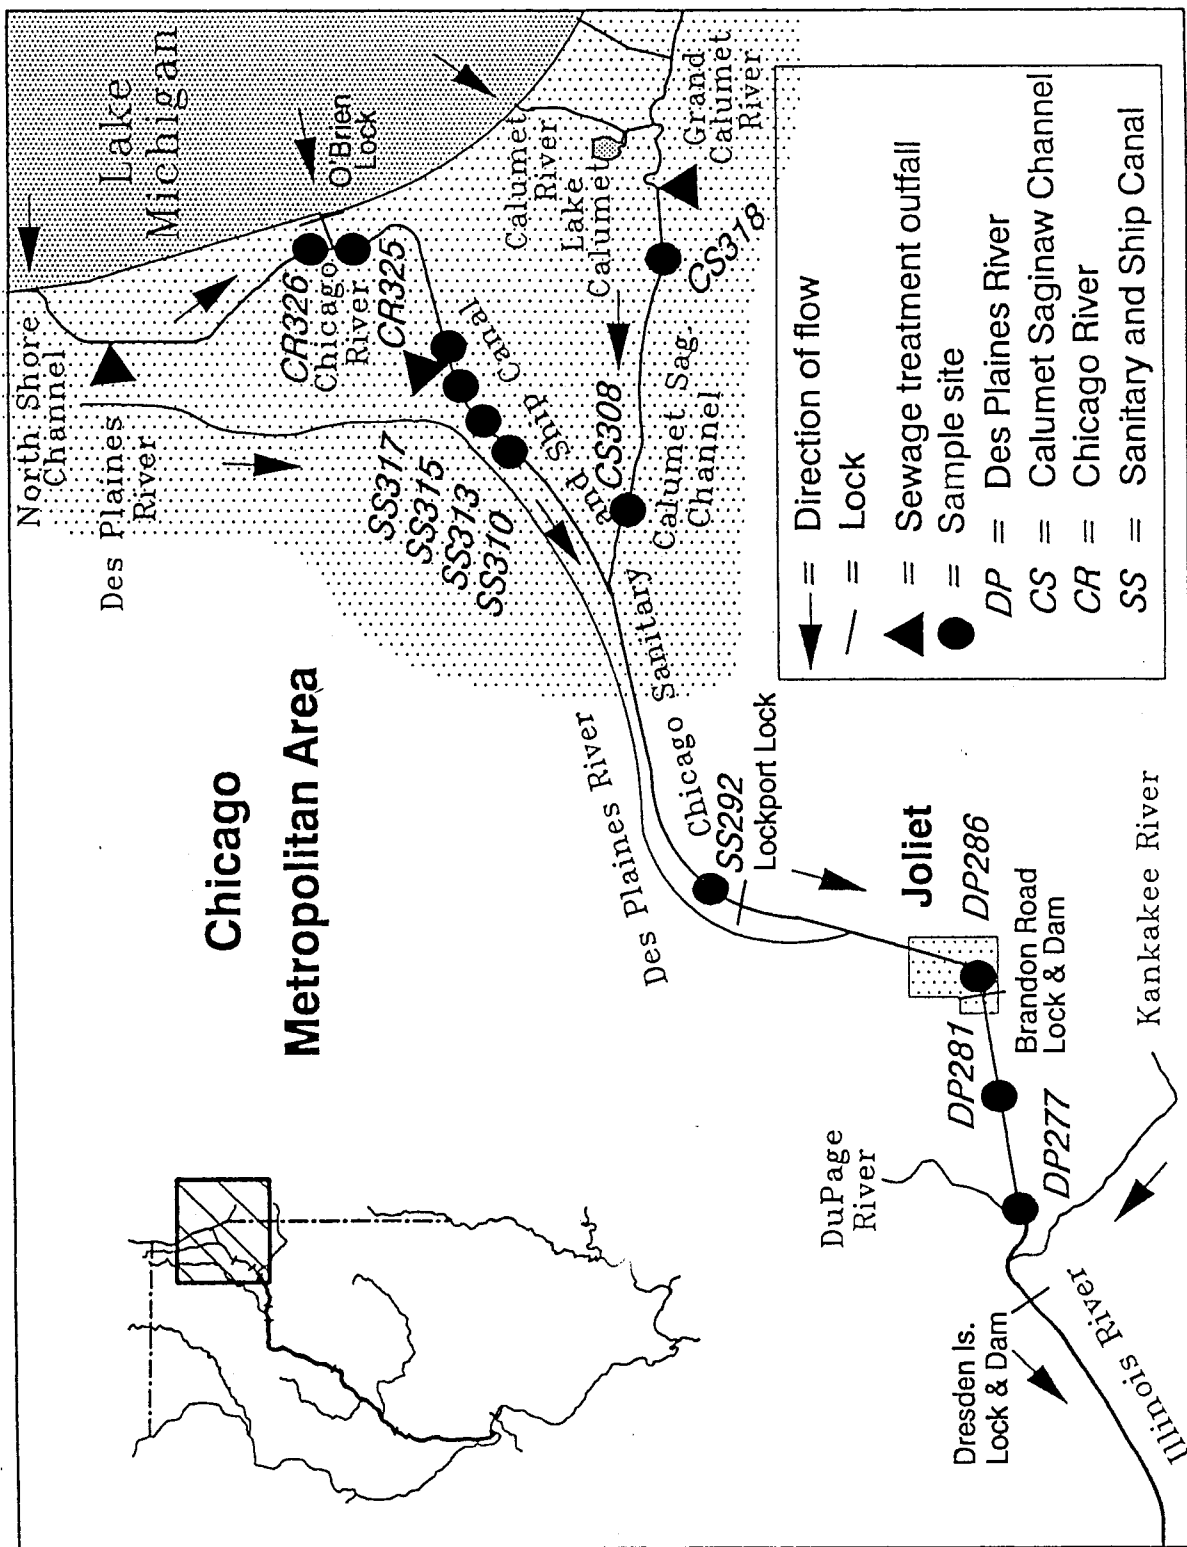 Chicago
Metropolitan Area
Lake
Michigan
North Shore
Channel
Des Plaines
River
O'Brien
Lock
CR326
Chicago
River
CR325
Calumet
River
Lake
Calumet
Grand
Calumet
River
CS318
SS317
SS315
SS313
SS310
CS308
Calumet Sag-
Channel
Chicago Sanitary and Ship Canal
Des Plaines River
SS292
Lockport Lock
Joliet
DP286
Brandon Road
Lock & Dam
Kankakee River
DP281
DP277
DuPage
River
Dresden Is.
Lock & Dam
Illinois River
= Direction of flow
= Lock
= Sewage treatment outfall
= Sample site
DP = Des Plaines River
CS = Calumet Saginaw Channel
CR = Chicago River
SS = Sanitary and Ship Canal